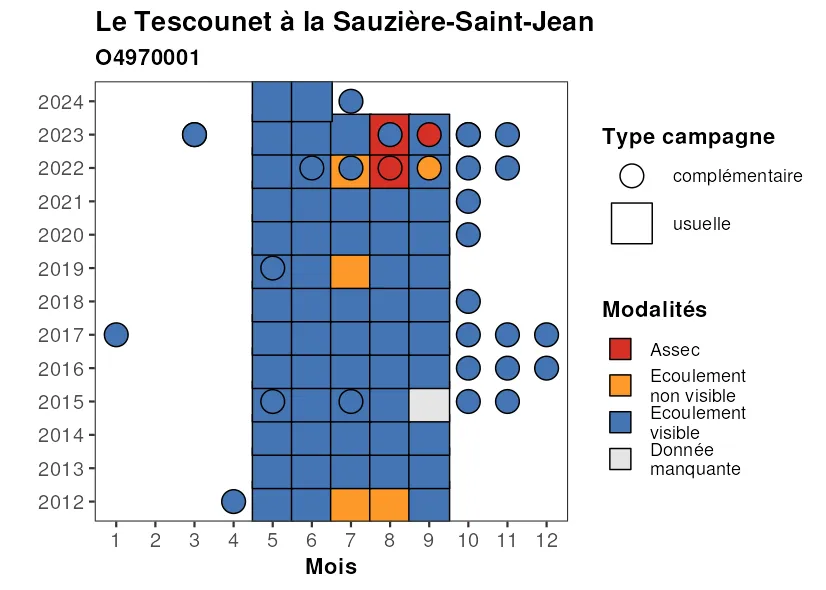 Le Tescounet à la Sauzière-Saint-Jean
O4970001
2024
2023
2022
2021
2020
2019
2018
2017
2016
2015
2014
2013
2012
1 2 3 4 5 6 7 8 9 10 11 12
Mois
Type campagne
complémentaire
usuelle
Modalités
Assec
Ecoulement
non visible
Ecoulement
visible
Donnée
manquante